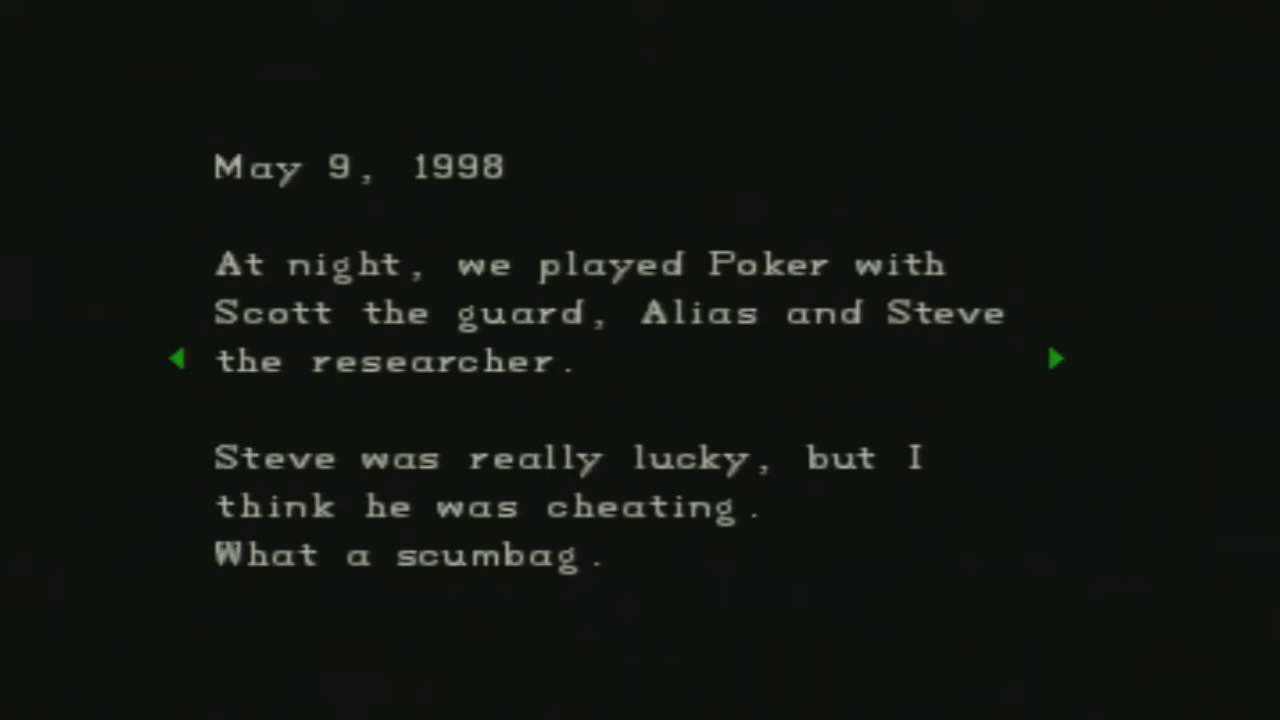 May 9, 1998
At night, we played Poker with
Scott the guard, Alias and Steve
the researcher.
Steve was really lucky, but I
think he was cheating.
What a scumbag.